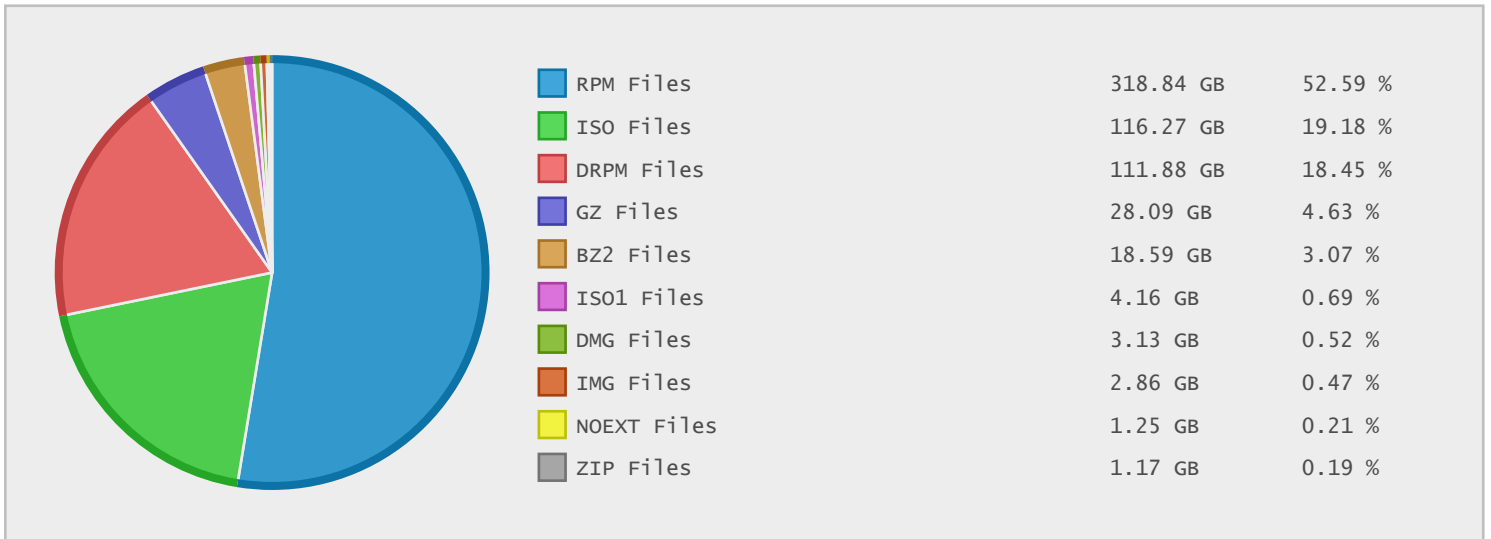 RPM Files 318.84 GB 52.59 %
ISO Files 116.27 GB 19.18 %
DRPM Files 111.88 GB 18.45 %
GZ Files 28.09 GB 4.63 %
BZ2 Files 18.59 GB 3.07 %
ISO1 Files 4.16 GB 0.69 %
DMG Files 3.13 GB 0.52 %
IMG Files 2.86 GB 0.47 %
NOEXT Files 1.25 GB 0.21 %
ZIP Files 1.17 GB 0.19 %